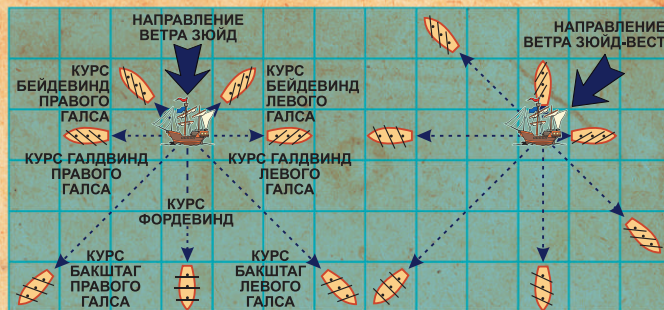 НАПРАВЛЕНИЕ
ВЕТРА ЗЮЙД
КУРС
БЕЙДЕВИНД
ПРАВОГО
ГАЛСА
КУРС
БЕЙДЕВИНД
ЛЕВОГО
ГАЛСА
КУРС ГАЛДВИНД
ПРАВОГО
ГАЛСА
КУРС ГАЛДВИНД
ЛЕВОГО
ГАЛСА
КУРС
ФОРДЕВИНД
КУРС
БАКШТАГ
ПРАВОГО
ГАЛСА
КУРС
БАКШТАГ
ЛЕВОГО
ГАЛСА
НАПРАВЛЕНИЕ
ВЕТРА ЗЮЙД-ВЕСТ